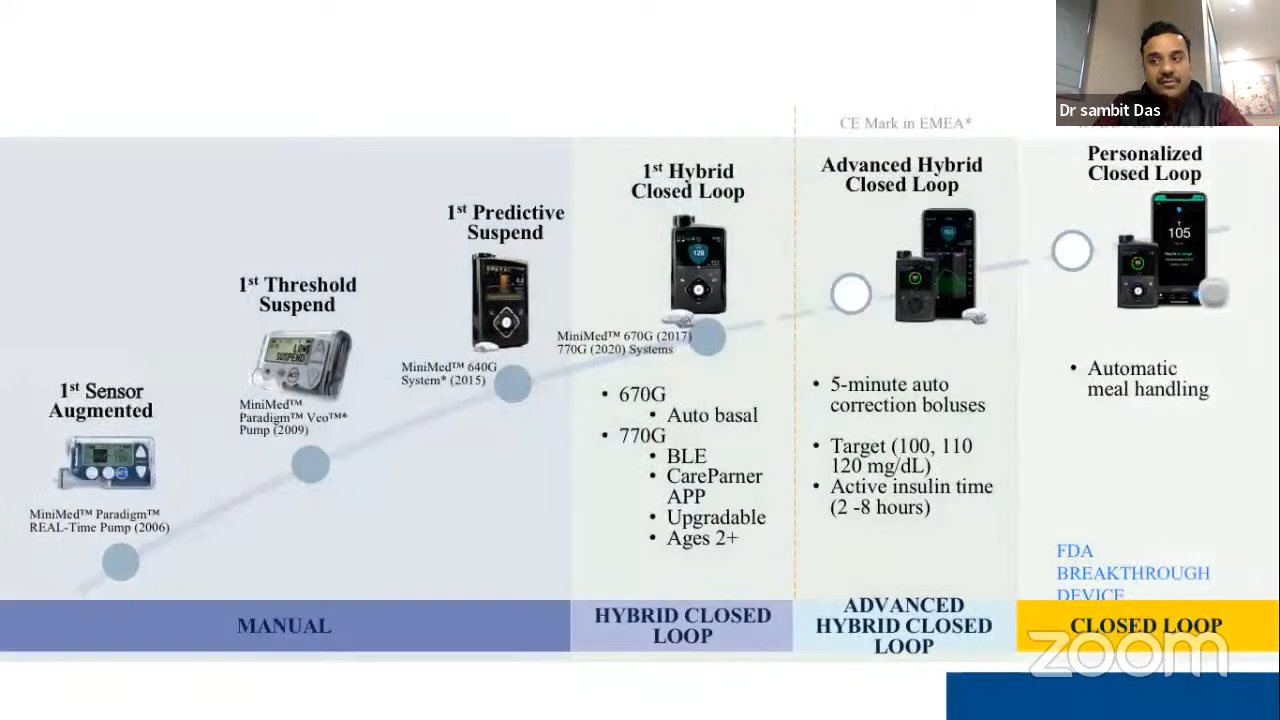 Dr sambit Das
CE Mark in EMEA*
1st Sensor
Augmented
MiniMed™ Paradigm™
REAL-Time Pump (2006)
1st Threshold
Suspend
LOW
SUSPEND
MiniMed™
Paradigm™ Veo™*
Pump (2009)
1st Predictive
Suspend
MiniMed™ 640G
System* (2015)
1st Hybrid
Closed Loop
MiniMed™ 670G (2017)
770G (2020) Systems
• 670G
• Auto basal
• 770G
• BLE
• CareParner
APP
• Upgradable
• Ages 2+
Advanced Hybrid
Closed Loop
• 5-minute auto
correction boluses
• Target (100, 110
120 mg/dL)
• Active insulin time
(2 -8 hours)
Personalized
Closed Loop
105
• Automatic
meal handling
FDA
BREAKTHROUGH
DEVICE
MANUAL
HYBRID CLOSED
LOOP
ADVANCED
HYBRID CLOSED
LOOP
CLOSED LOOP
zoom